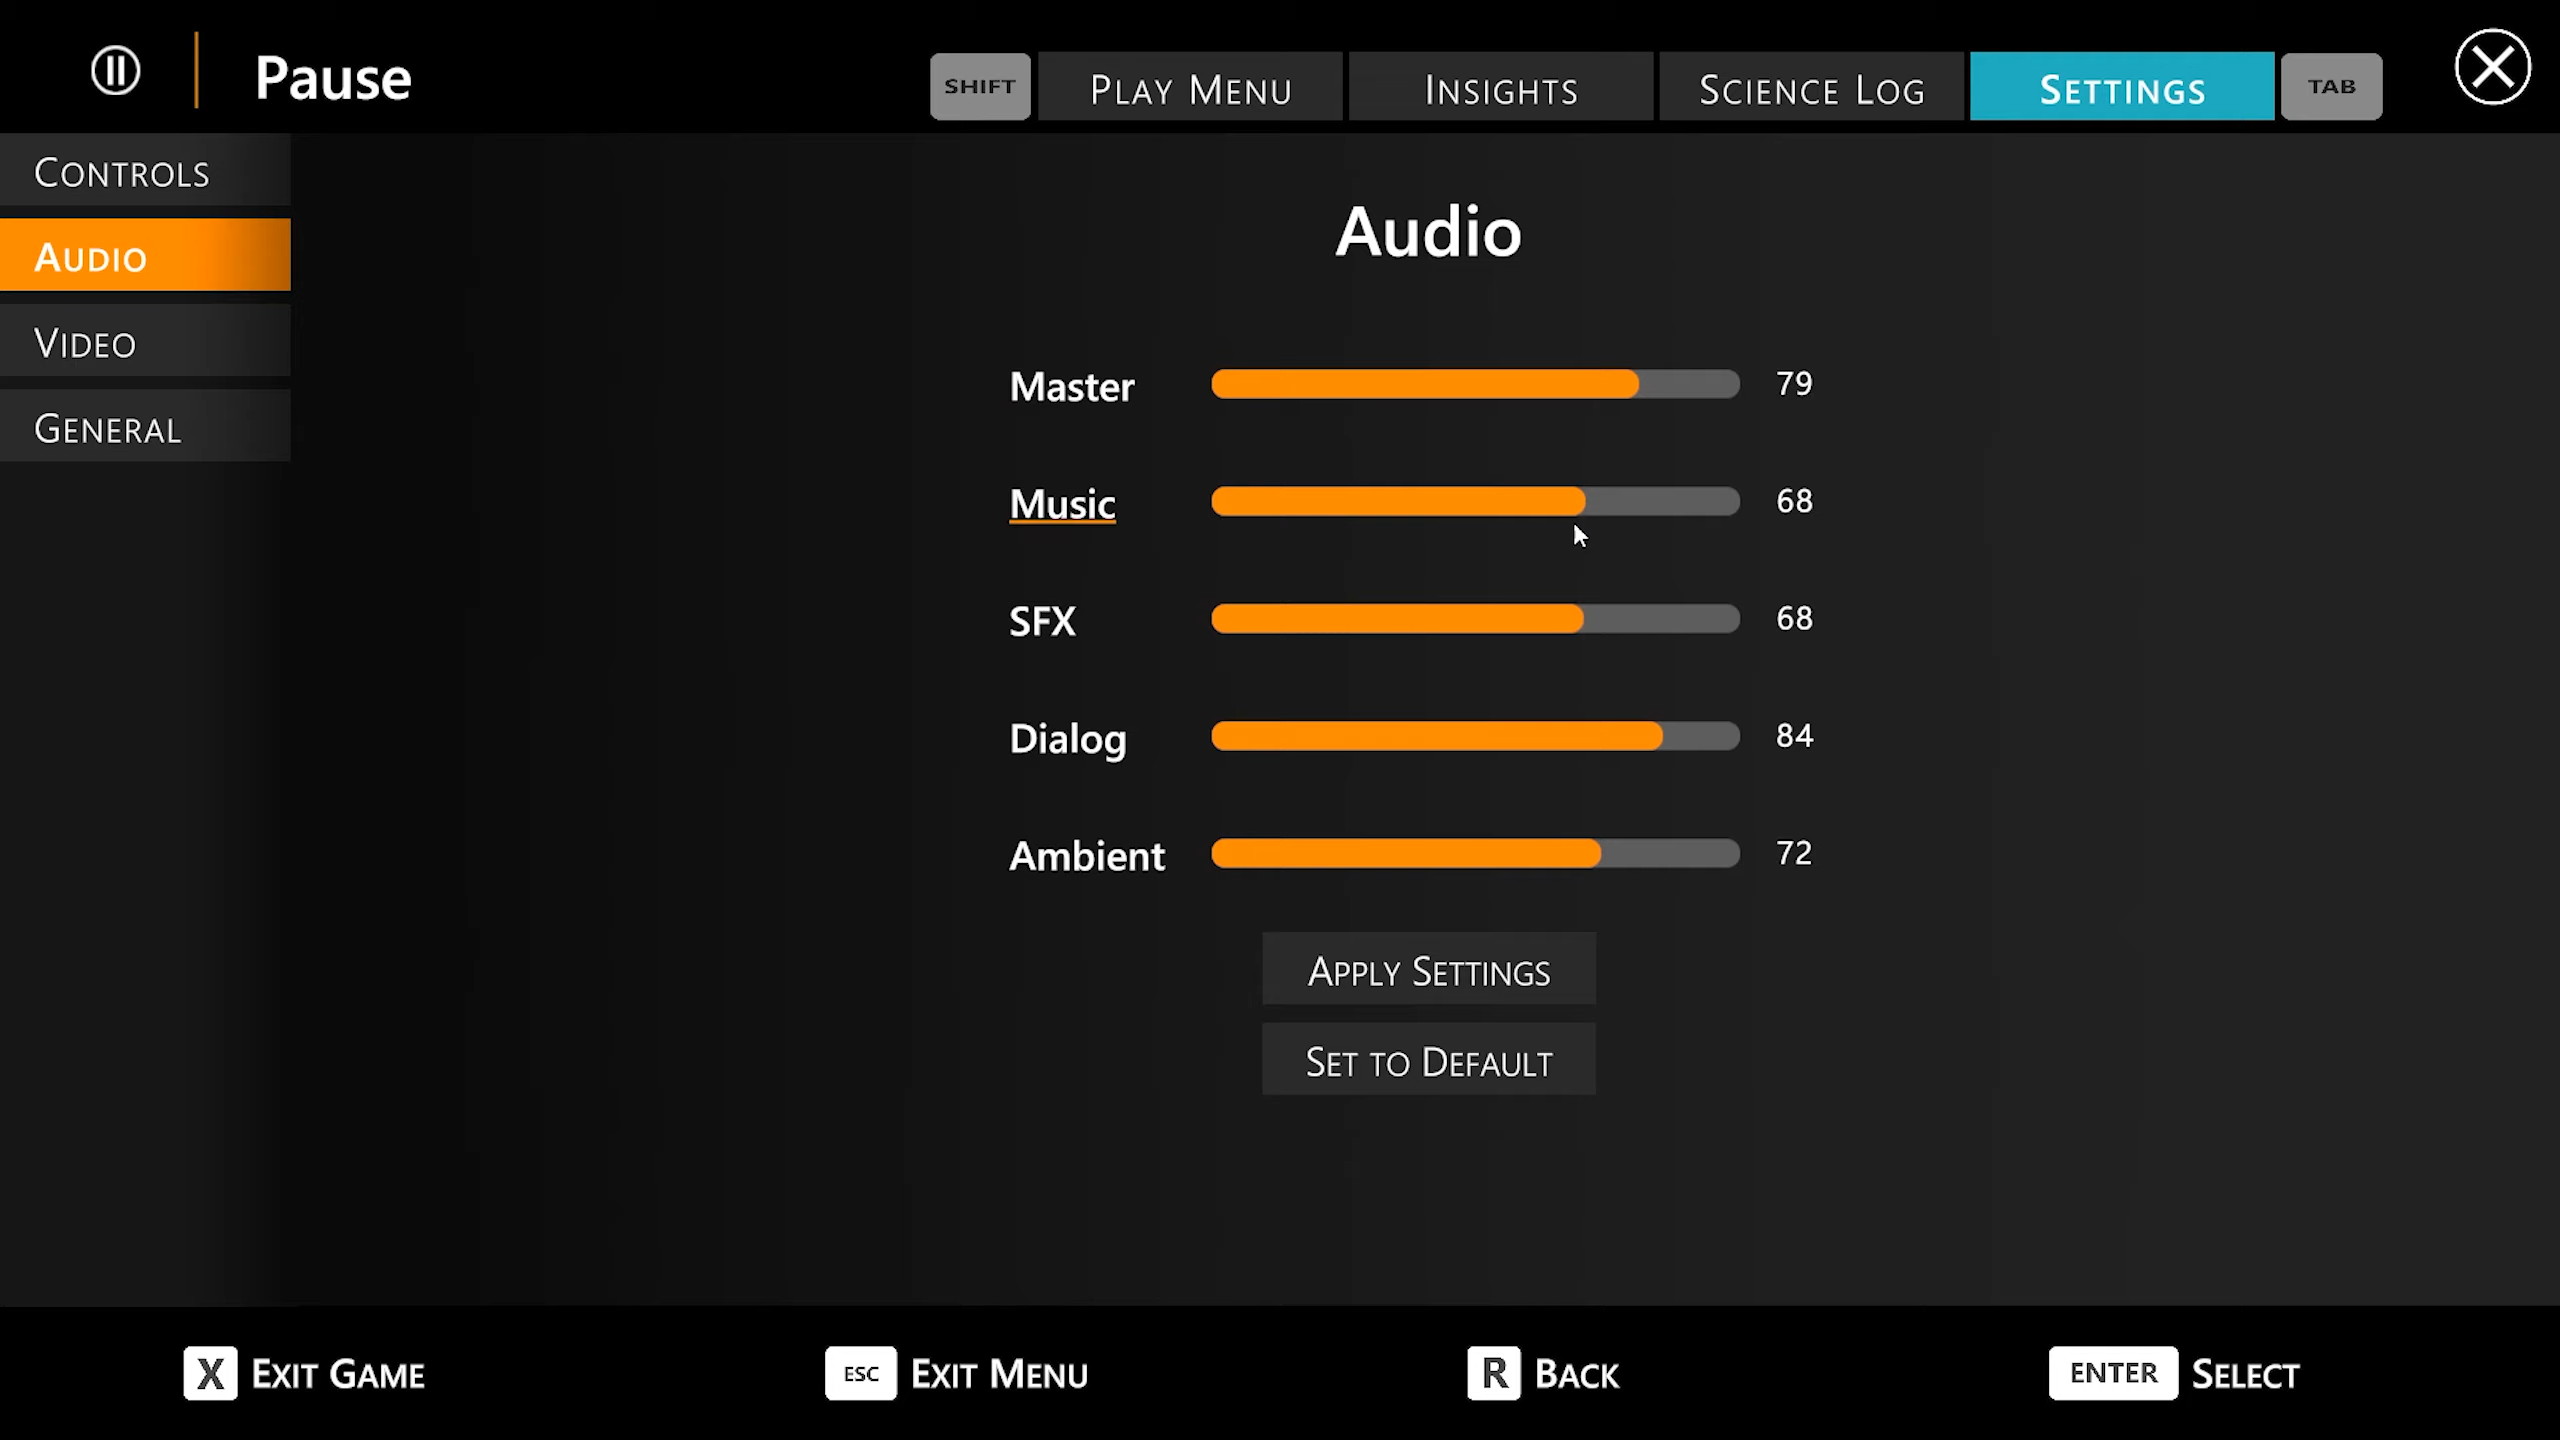 Pause
SHIFT
PLAY MENU
INSIGHTS
SCIENCE LOG
SETTINGS
TAB
CONTROLS
AUDIO
VIDEO
GENERAL
Audio
Master 79
Music 68
SFX 68
Dialog 84
Ambient 72
APPLY SETTINGS
SET TO DEFAULT
X EXIT GAME
ESC EXIT MENU
R BACK
ENTER SELECT